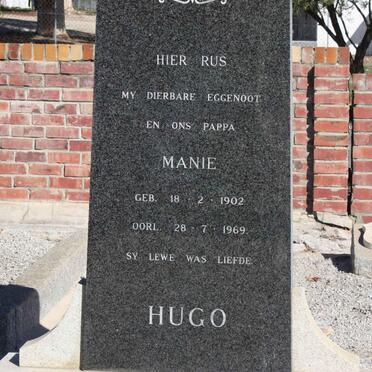 HIER RUS
MY DIERBARE EGGENOOT
EN ONS PAPPA
MANIE
GEB. 18 · 2 · 1902
OORL. 28 · 7 · 1969
SY LEWE WAS LIEFDE
HUGO